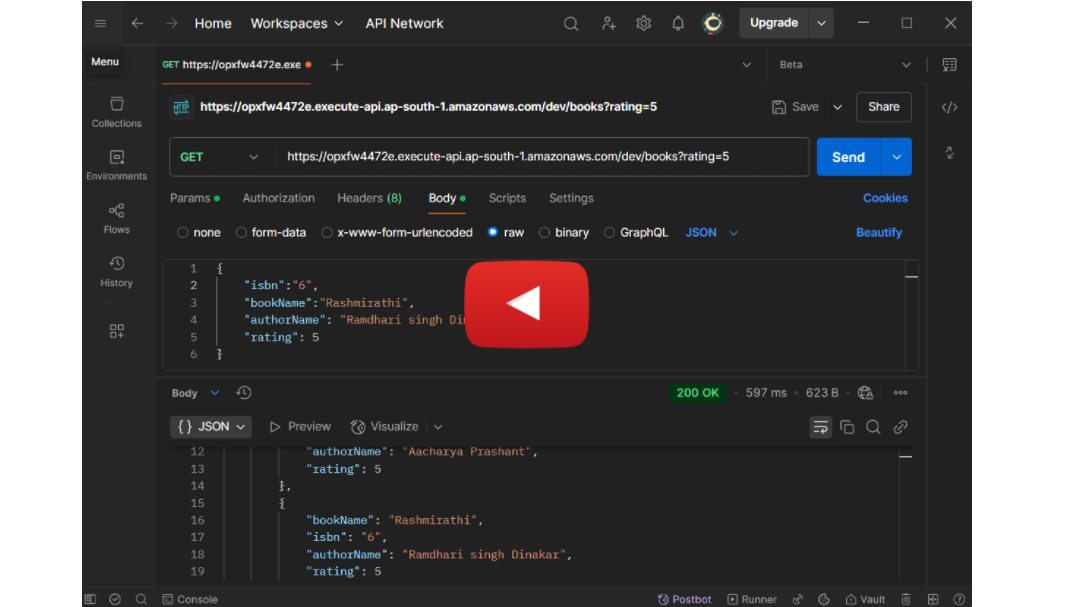 Home Workspaces API Network Upgrade
Menu
GET https://opxfw4472e.exe Beta
Collections
Environments
Flows
History
HTTP https://opxfw4472e.execute-api.ap-south-1.amazonaws.com/dev/books?rating=5 Save Share
GET https://opxfw4472e.execute-api.ap-south-1.amazonaws.com/dev/books?rating=5 Send
Params Authorization Headers (8) Body Scripts Settings Cookies
none form-data x-www-form-urlencoded raw binary GraphQL JSON Beautify
1 {
2 "isbn":"6",
3 "bookName":"Rashmirathi",
4 "authorName": "Ramdhari singh
5 "rating": 5
6 }
Body 200 OK 597 ms 623 B
{} JSON Preview Visualize
12 "authorName": "Aacharya Prashant",
13 "rating": 5
14 },
15 {
16 "bookName": "Rashmirathi",
17 "isbn": "6",
18 "authorName": "Ramdhari singh Dinakar",
19 "rating": 5
Console Postbot Runner Vault